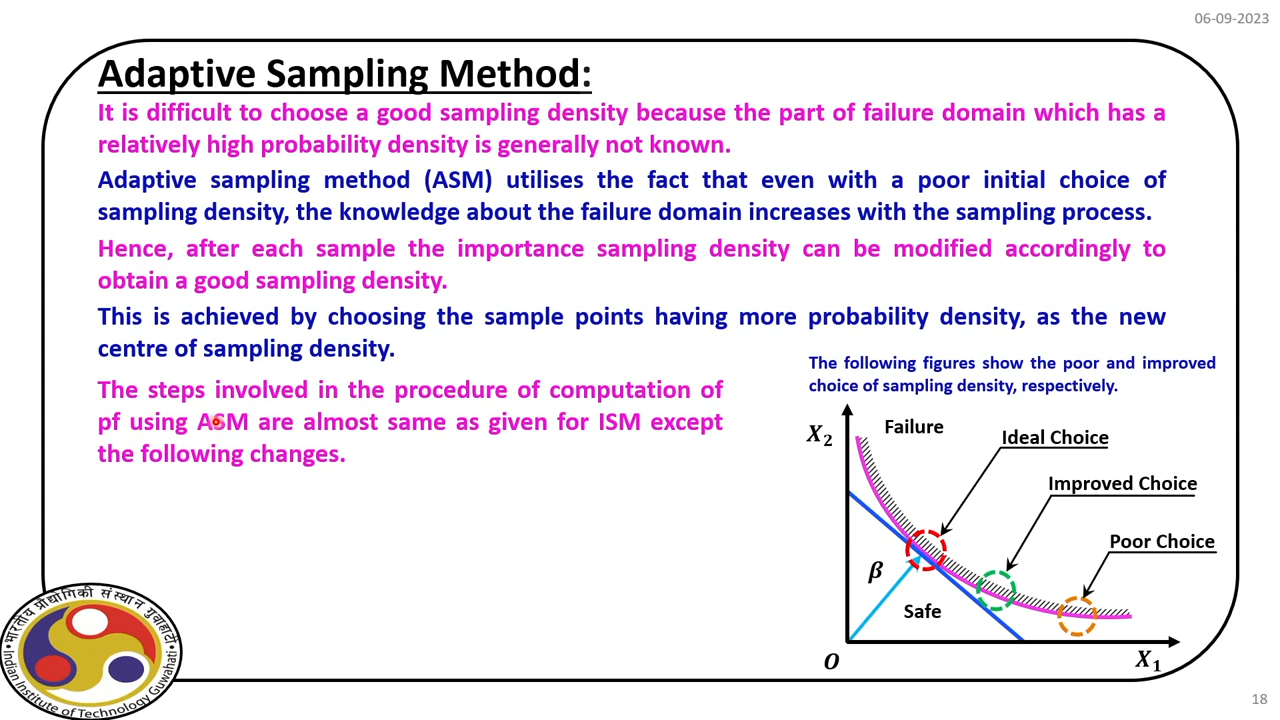 06-09-2023
Adaptive Sampling Method:
It is difficult to choose a good sampling density because the part of failure domain which has a
relatively high probability density is generally not known.
Adaptive sampling method (ASM) utilises the fact that even with a poor initial choice of
sampling density, the knowledge about the failure domain increases with the sampling process.
Hence, after each sample the importance sampling density can be modified accordingly to
obtain a good sampling density.
This is achieved by choosing the sample points having more probability density, as the new
centre of sampling density.
The steps involved in the procedure of computation of
pf using ASM are almost same as given for ISM except
the following changes.
The following figures show the poor and improved
choice of sampling density, respectively.
X₂
Failure
Ideal Choice
Improved Choice
Poor Choice
β
Safe
O
X₁
भारतीय प्रौद्योगिकी संस्थान गुवाहाटी
Indian Institute of Technology Guwahati
18